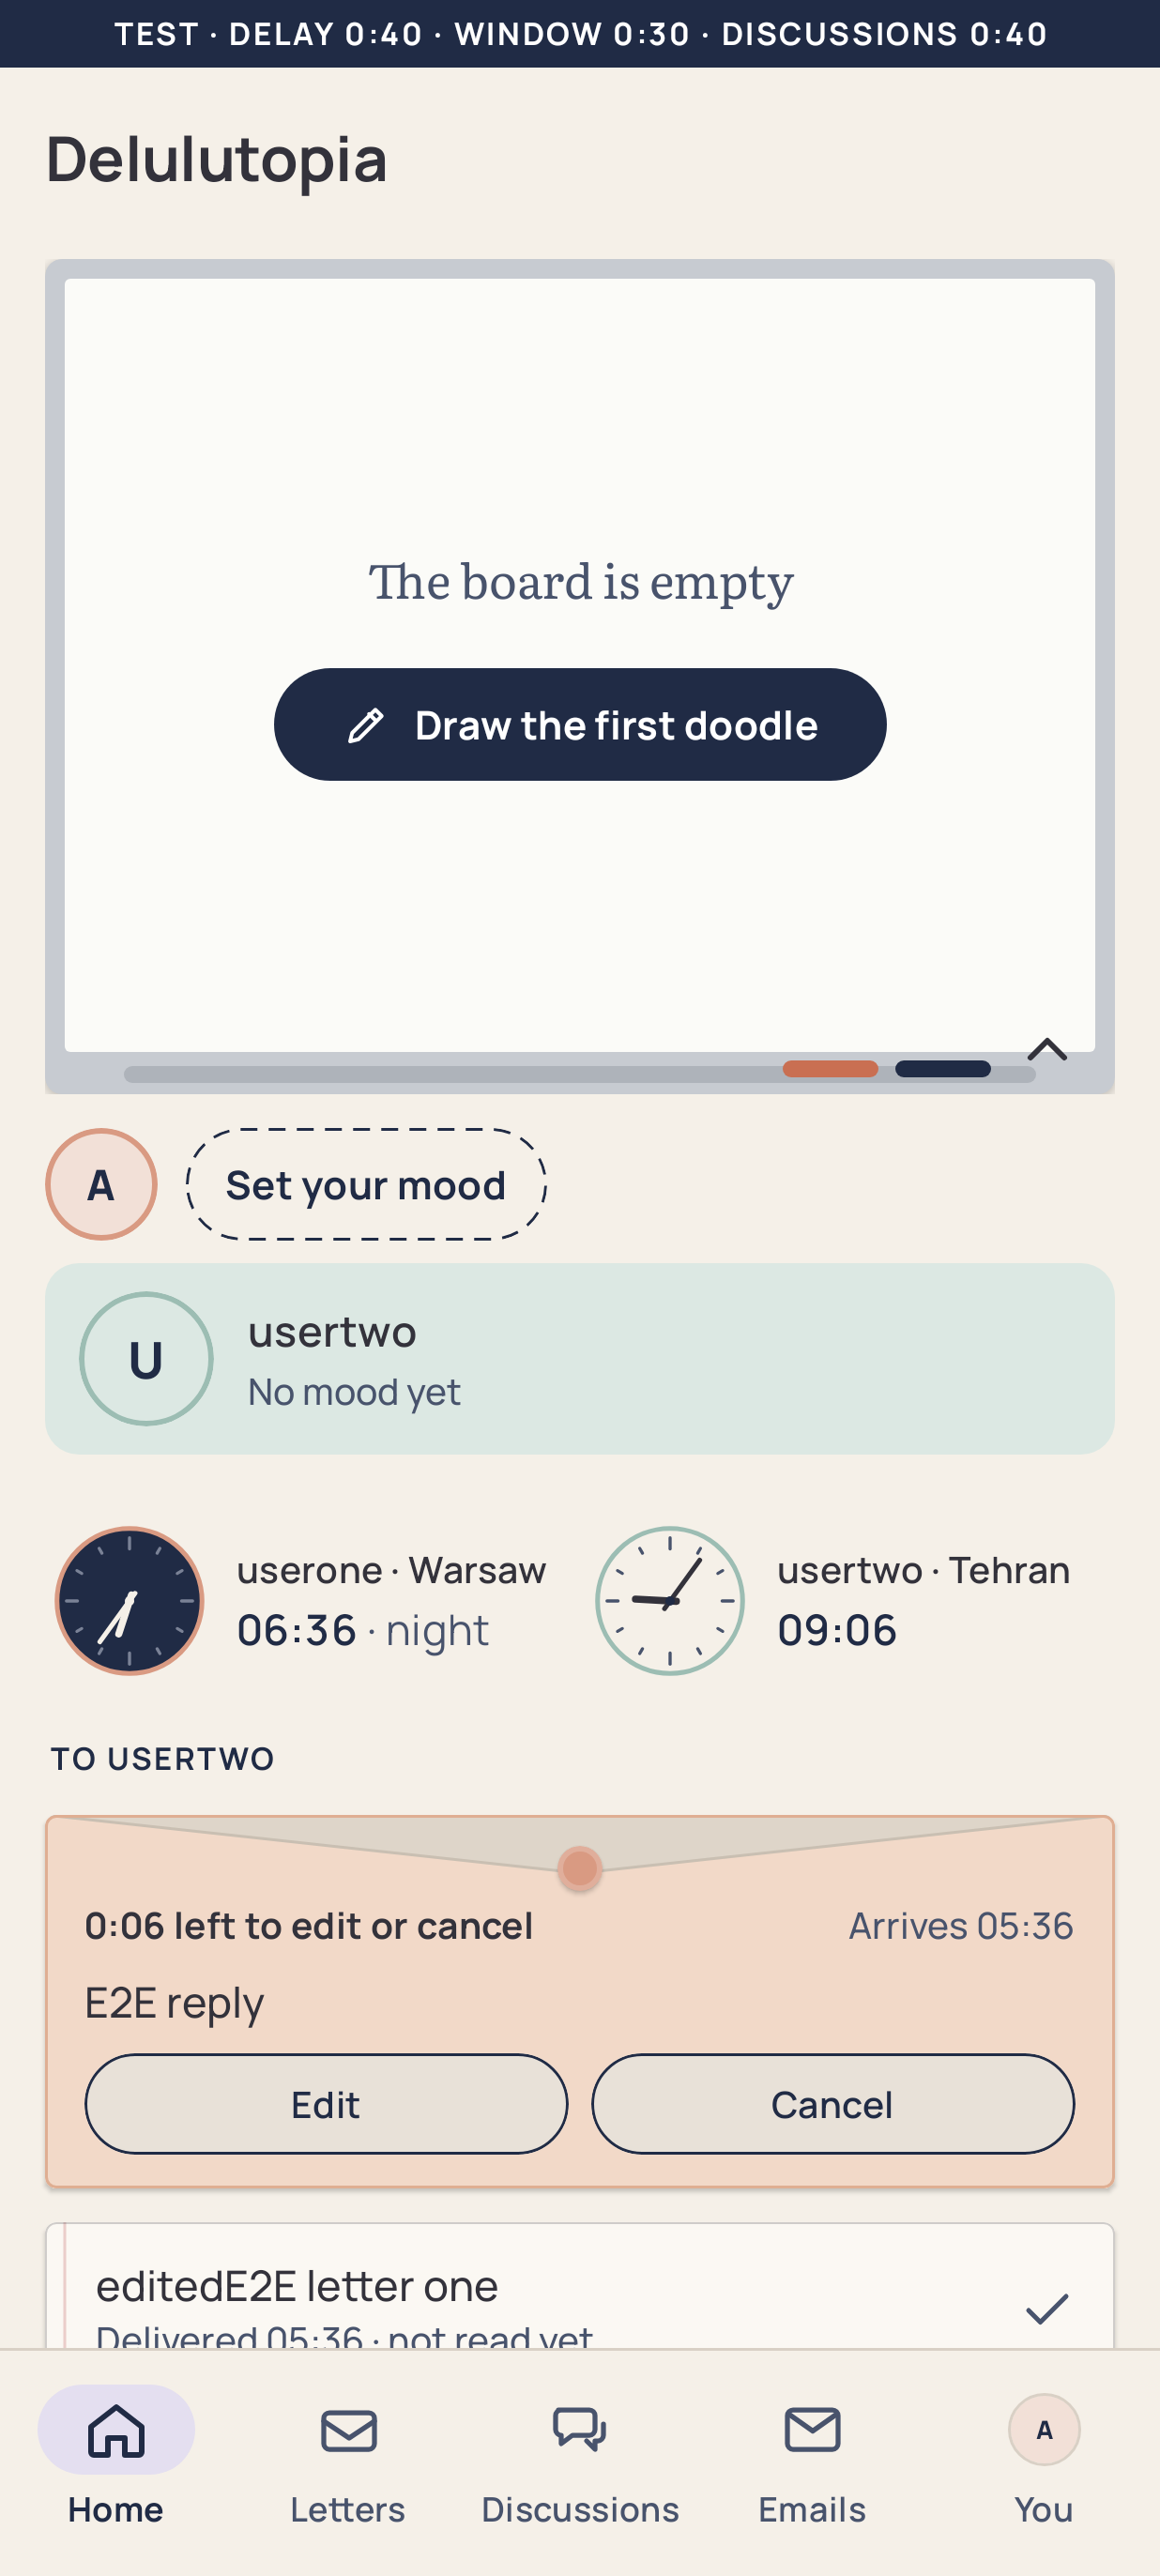 TEST · DELAY 0:40 · WINDOW 0:30 · DISCUSSIONS 0:40
Delulutopia
The board is empty
Draw the first doodle
A
Set your mood
U
usertwo
No mood yet
userone · Warsaw
06:36 · night
usertwo · Tehran
09:06
TO USERTWO
0:06 left to edit or cancel
Arrives 05:36
E2E reply
Edit
Cancel
editedE2E letter one
Delivered 05:36 · not read yet
Home
Letters
Discussions
Emails
A
You